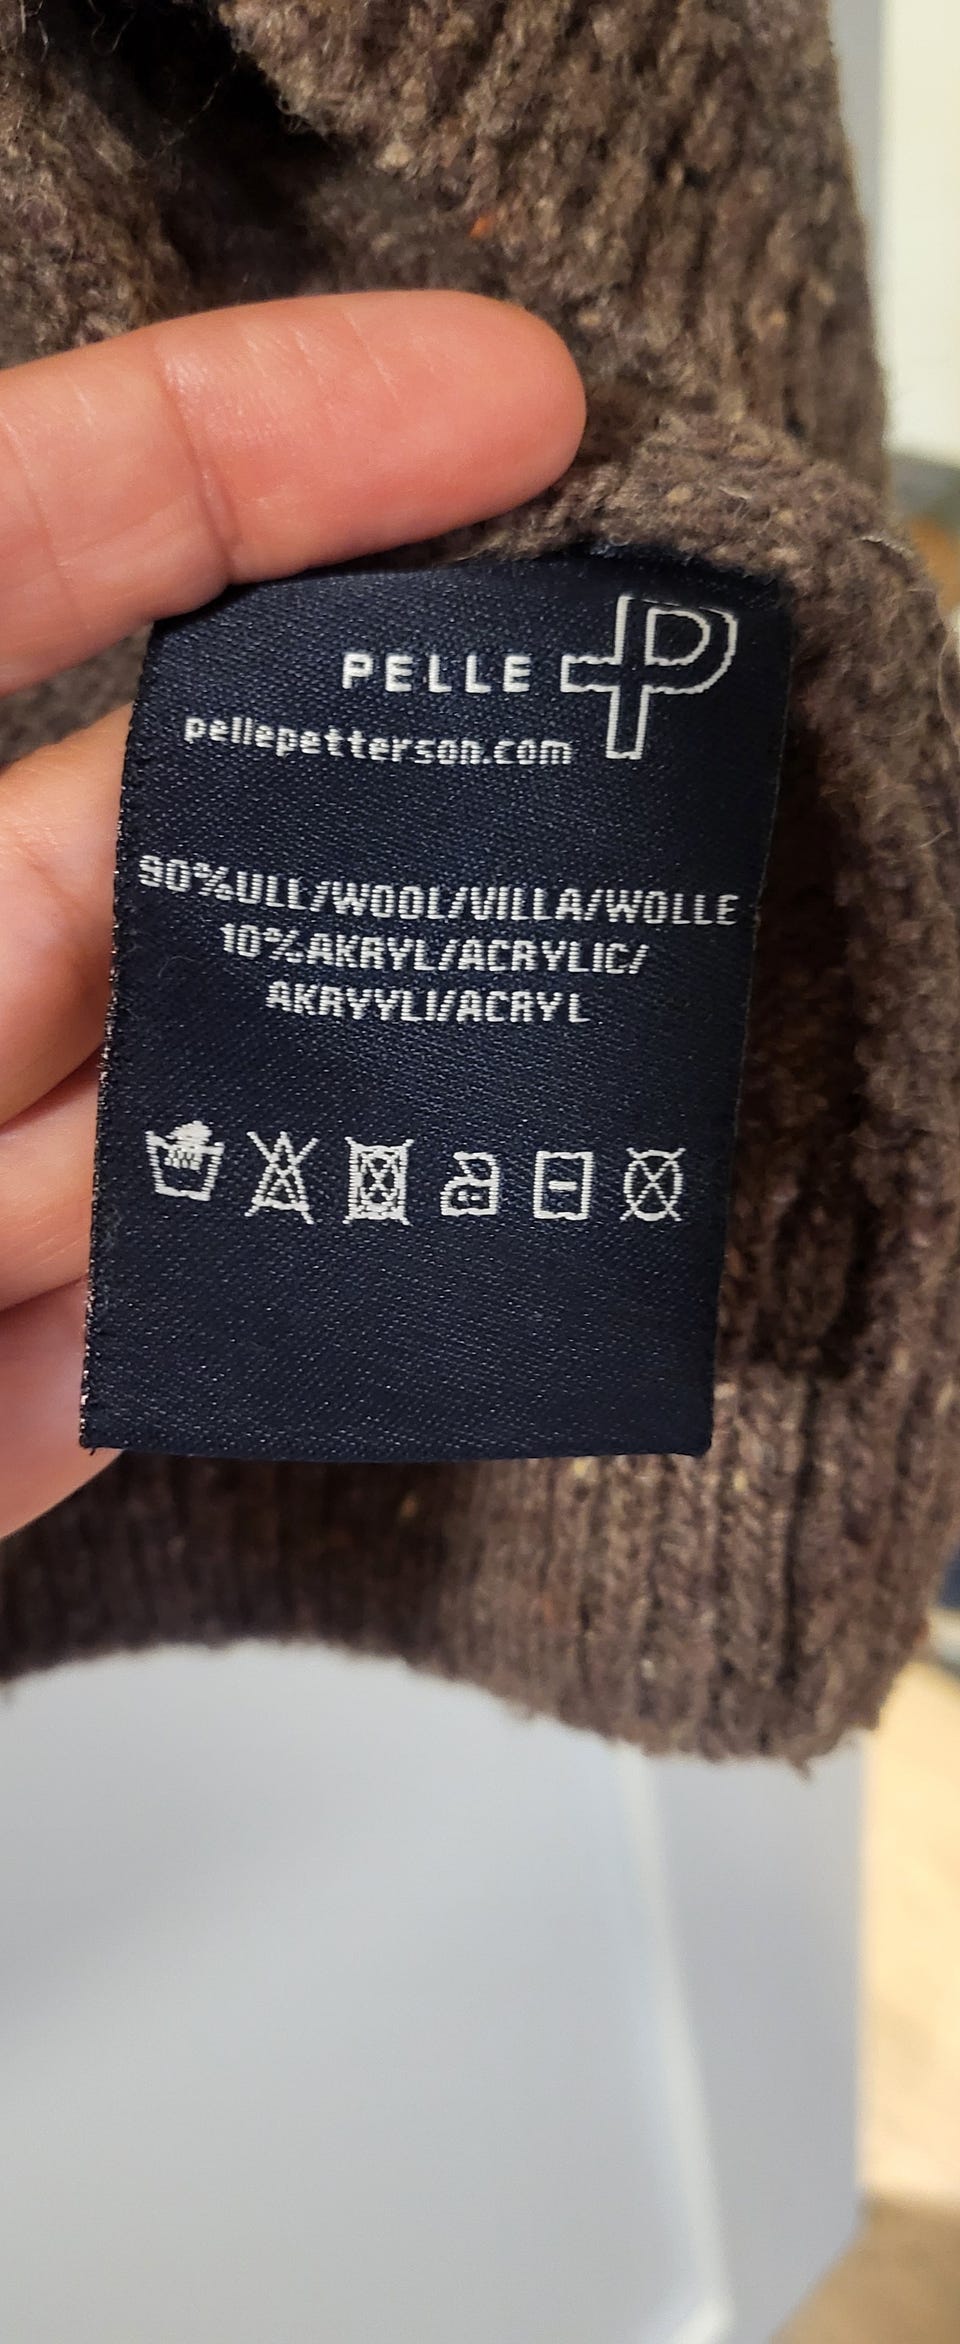 PELLE P
pellepetterson.com
90%ULL/WOOL/VILLA/WOLLE
10%AKRYL/ACRYLIC/
AKRYYLI/ACRYL